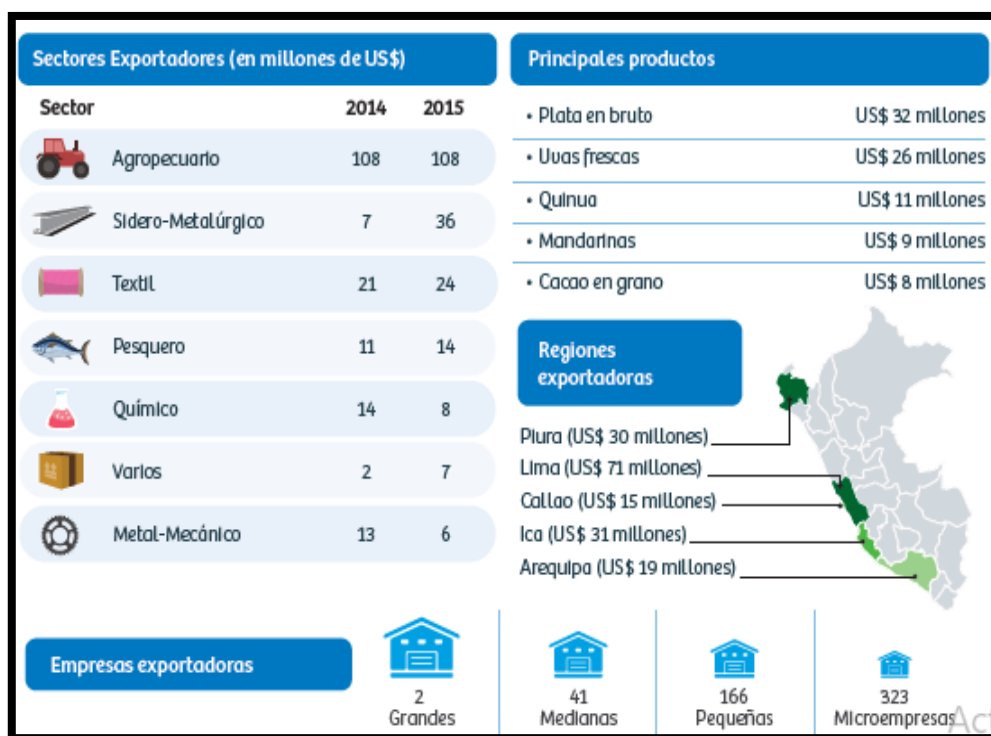 Sectores Exportadores (en millones de US$)
Sector 2014 2015
Agropecuario 108 108
Sidero-Metalúrgico 7 36
Textil 21 24
Pesquero 11 14
Químico 14 8
Varios 2 7
Metal-Mecánico 13 6
Principales productos
• Plata en bruto US$ 32 millones
• Uvas frescas US$ 26 millones
• Quinua US$ 11 millones
• Mandarinas US$ 9 millones
• Cacao en grano US$ 8 millones
Regiones
exportadoras
Piura (US$ 30 millones)
Lima (US$ 71 millones)
Callao (US$ 15 millones)
Ica (US$ 31 millones)
Arequipa (US$ 19 millones)
Empresas exportadoras
2
Grandes
41
Medianas
166
Pequeñas
323
Microempresas
Act